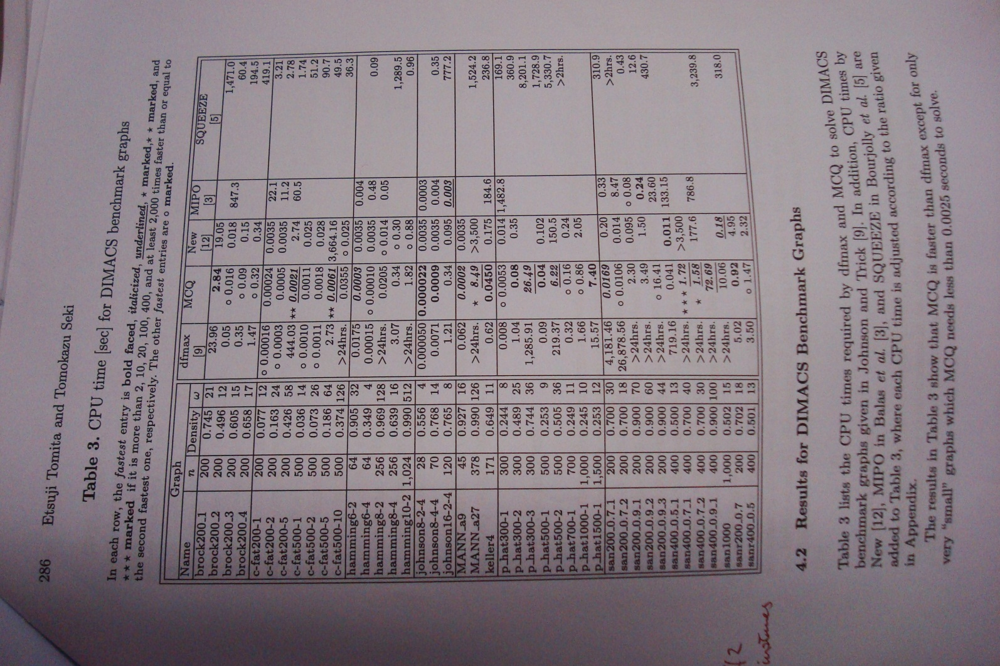 286 Etsuji Tomita and Tomokazu Seki
Table 3. CPU time [sec] for DIMACS benchmark graphs
In each row, the fastest entry is bold faced, italicized, underlined, ⋆ marked,⋆ ⋆ marked, and
⋆ ⋆ ⋆ marked if it is more than 2, 10, 20, 100, 400, and at least 2,000 times faster than or equal to
the second fastest one, respectively. The other fastest entries are o marked.
Graph dfmax MCQ New MIPO SQUEEZE
Name n Density ω [9] [12] [3] [5]
brock200_1 200 0.745 21 23.96 2.84 19.05 1,471.0
brock200_2 200 0.496 12 0.05 o 0.016 0.018 847.3 60.4
brock200_3 200 0.605 15 0.35 o 0.09 0.15 194.5
brock200_4 200 0.658 17 1.47 o 0.32 0.34 419.1
c-fat200-1 200 0.077 12 o 0.00016 0.00024 0.0035 22.1 3.21
c-fat200-2 200 0.163 24 o 0.0003 0.0005 0.0035 11.2 2.78
c-fat200-5 200 0.426 58 444.03 ⋆⋆ 0.0021 2.74 60.5 1.74
c-fat500-1 500 0.036 14 o 0.0010 0.0011 0.025 51.2
c-fat500-2 500 0.073 26 o 0.0011 0.0018 0.028 90.7
c-fat500-5 500 0.186 64 2.73 ⋆⋆ 0.0061 3,664.16 49.5
c-fat500-10 500 0.374 126 >24hrs. 0.0355 o 0.025 36.3
hamming6-2 64 0.905 32 0.0175 0.0003 0.0035 0.004
hamming6-4 64 0.349 4 0.00015 o 0.00010 0.0035 0.48 0.09
hamming8-2 256 0.969 128 >24hrs. 0.0205 o 0.014 0.05
hamming8-4 256 0.639 16 3.07 0.34 o 0.30 1,289.5
hamming10-2 1,024 0.990 512 >24hrs. 1.82 o 0.88 0.96
johnson8-2-4 28 0.556 4 0.000050 0.000022 0.0035 0.0003
johnson8-4-4 70 0.768 14 0.0071 0.0009 0.0035 0.004 0.35
johnson16-2-4 120 0.765 8 1.21 0.34 0.095 0.003 777.2
MANN_a9 45 0.927 16 0.062 0.0002 0.0035
MANN_a27 378 0.990 126 >24hrs. ⋆ 8.49 >3,500 1,524.2
keller4 171 0.649 11 0.62 0.0450 0.175 184.6 236.8
p_hat300-1 300 0.244 8 0.008 o 0.0053 0.014 1,482.8 169.1
p_hat300-2 300 0.489 25 1.04 0.08 0.35 360.9
p_hat300-3 300 0.744 36 1,285.91 26.49 8,201.1
p_hat500-1 500 0.253 9 0.09 0.04 0.102 1,728.9
p_hat500-2 500 0.505 36 219.37 6.22 150.5 5,330.7
p_hat700-1 700 0.249 11 0.32 o 0.16 0.24 >2hrs.
p_hat1000-1 1,000 0.245 10 1.66 o 0.86 2.05
p_hat1500-1 1,500 0.253 12 15.57 7.40
san200_0.7_1 200 0.700 30 4,181.46 0.0169 0.20 0.33 310.9
san200_0.7_2 200 0.700 18 26,878.56 o 0.0106 0.014 8.47 >2hrs.
san200_0.9_1 200 0.900 70 >24hrs. 2.30 0.095 o 0.08 0.43
san200_0.9_2 200 0.900 60 >24hrs. 3.49 1.50 0.24 12.6
san200_0.9_3 200 0.900 44 >24hrs. o 16.41 23.60 430.7
san400_0.5_1 400 0.500 13 719.16 0.041 0.011 133.15
san400_0.7_1 400 0.700 40 >24hrs. ⋆ ⋆ ⋆ 1.72 >3,500
san400_0.7_2 400 0.700 30 >24hrs. ⋆ 1.58 177.6 786.8
san400_0.9_1 400 0.900 100 >24hrs. 72.69 3,239.8
san1000 1,000 0.502 15 >24hrs. 10.06 0.18
sanr200_0.7 200 0.702 18 5.02 0.92 4.95 318.0
sanr400_0.5 400 0.501 13 3.50 o 1.47 2.32
4.2 Results for DIMACS Benchmark Graphs
Table 3 lists the CPU times required by dfmax and MCQ to solve DIMACS
benchmark graphs given in Johnson and Trick [9]. In addition, CPU times by
New [12], MIPO in Balas et al. [3], and SQUEEZE in Bourjolly et al. [5] are
added to Table 3, where each CPU time is adjusted according to the ratio given
in Appendix.
The results in Table 3 show that MCQ is faster than dfmax except for only
very “small” graphs which MCQ needs less than 0.0025 seconds to solve.
instances